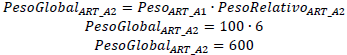 PesoGlobal_ART_A2 = Peso_ART_A1 · PesoRelativo_ART_A2
PesoGlobal_ART_A2 = 100 · 6
PesoGlobal_ART_A2 = 600